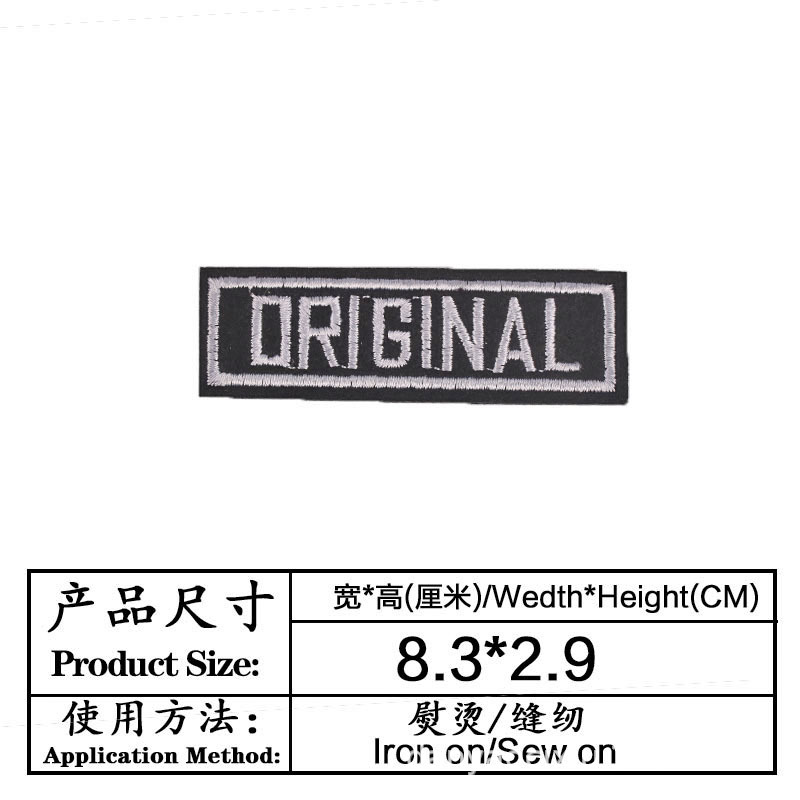 ORIGINAL
产品尺寸
Product Size:
宽*高(厘米)/Wedth*Height(CM)
8.3*2.9
使用方法:
Application Method:
熨烫/缝纫
Iron on/Sew on